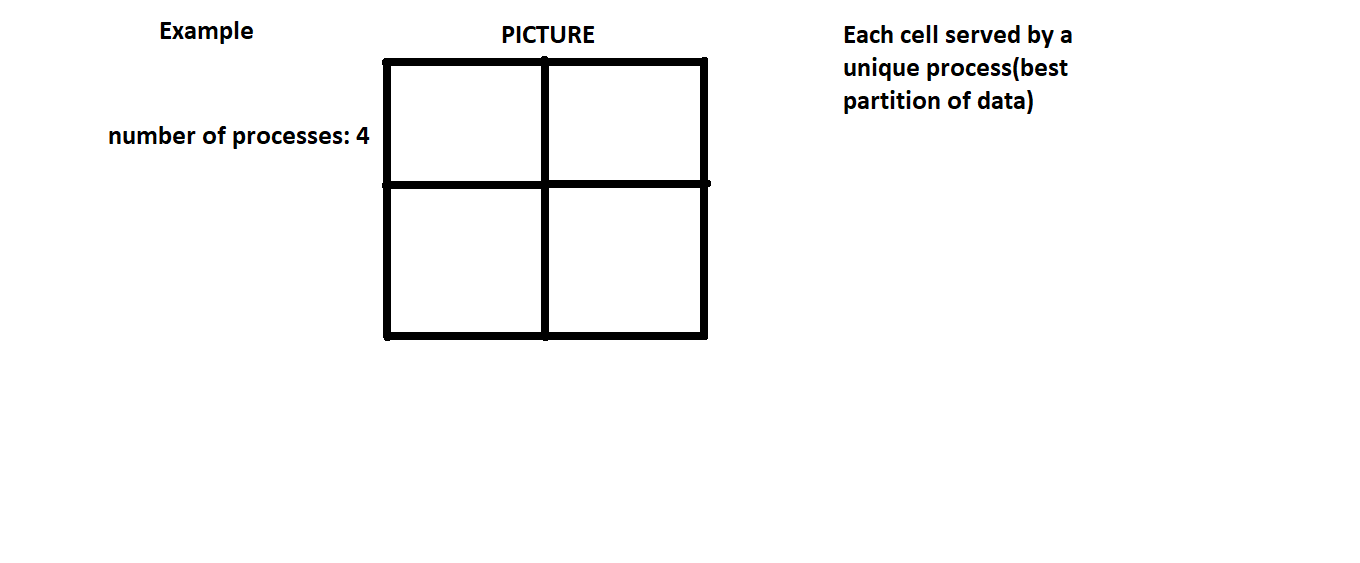 Example
PICTURE
number of processes: 4
Each cell served by a
unique process(best
partition of data)